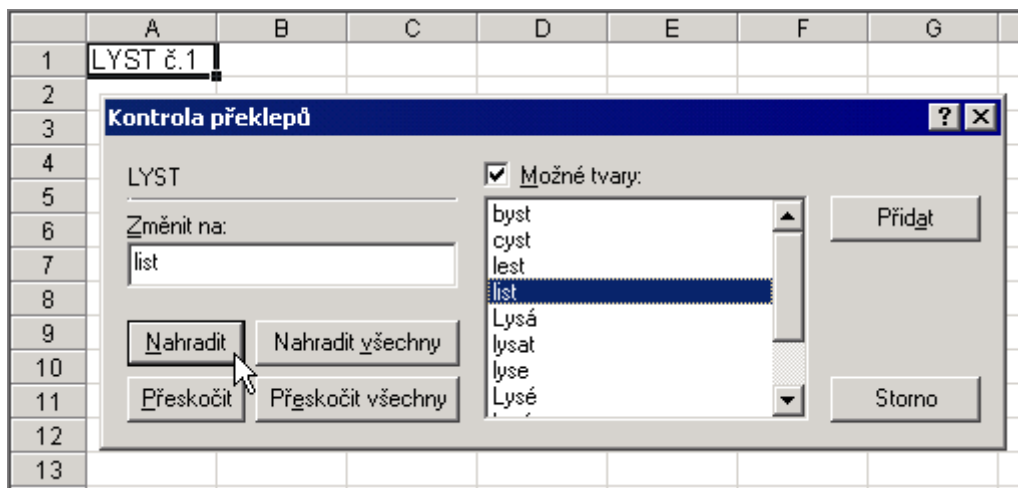 A B C D E F G
1 LYST č.1
2
3
4
5
6
7
8
9
10
11
12
13
Kontrola překlepů
LYST
Změnit na:
list
Nahradit Nahradit všechny
Přeskočit Přeskočit všechny
Možné tvary:
byst
cyst
lest
list
Lysá
lysat
lyse
Lysé
Přidat
Storno